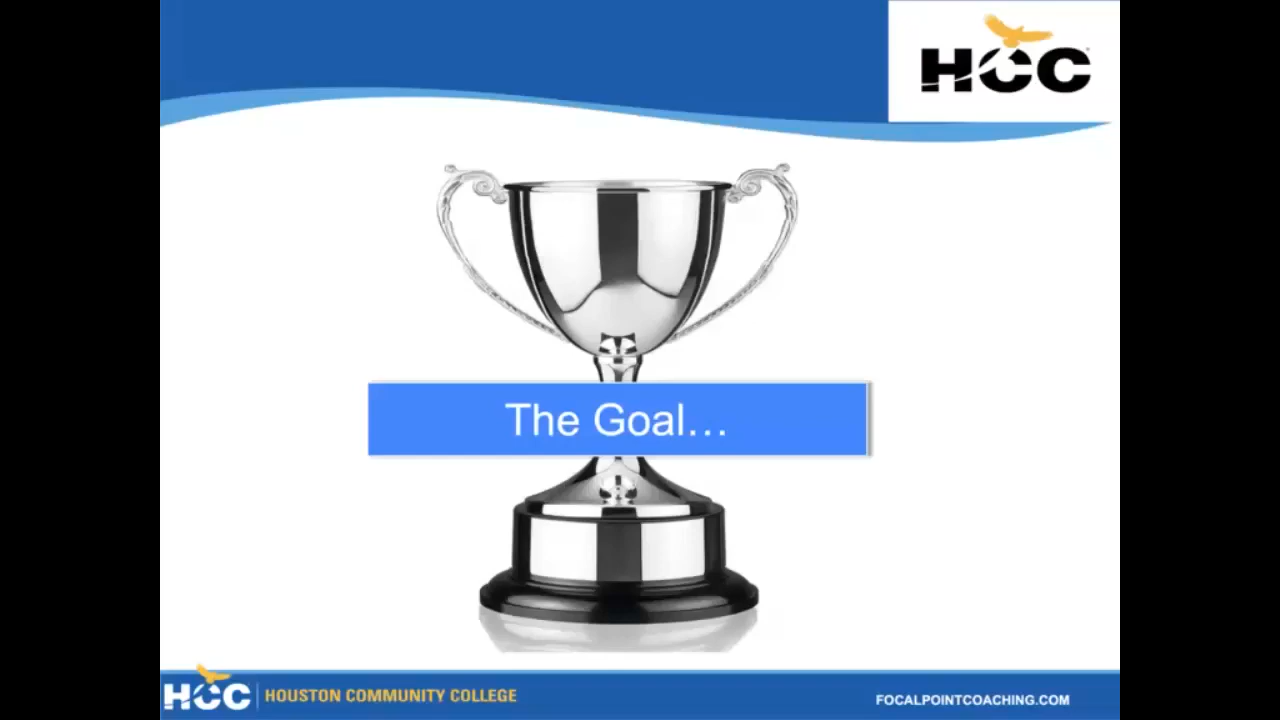 HCC
The Goal...
HCC HOUSTON COMMUNITY COLLEGE
FOCALPOINTCOACHING.COM